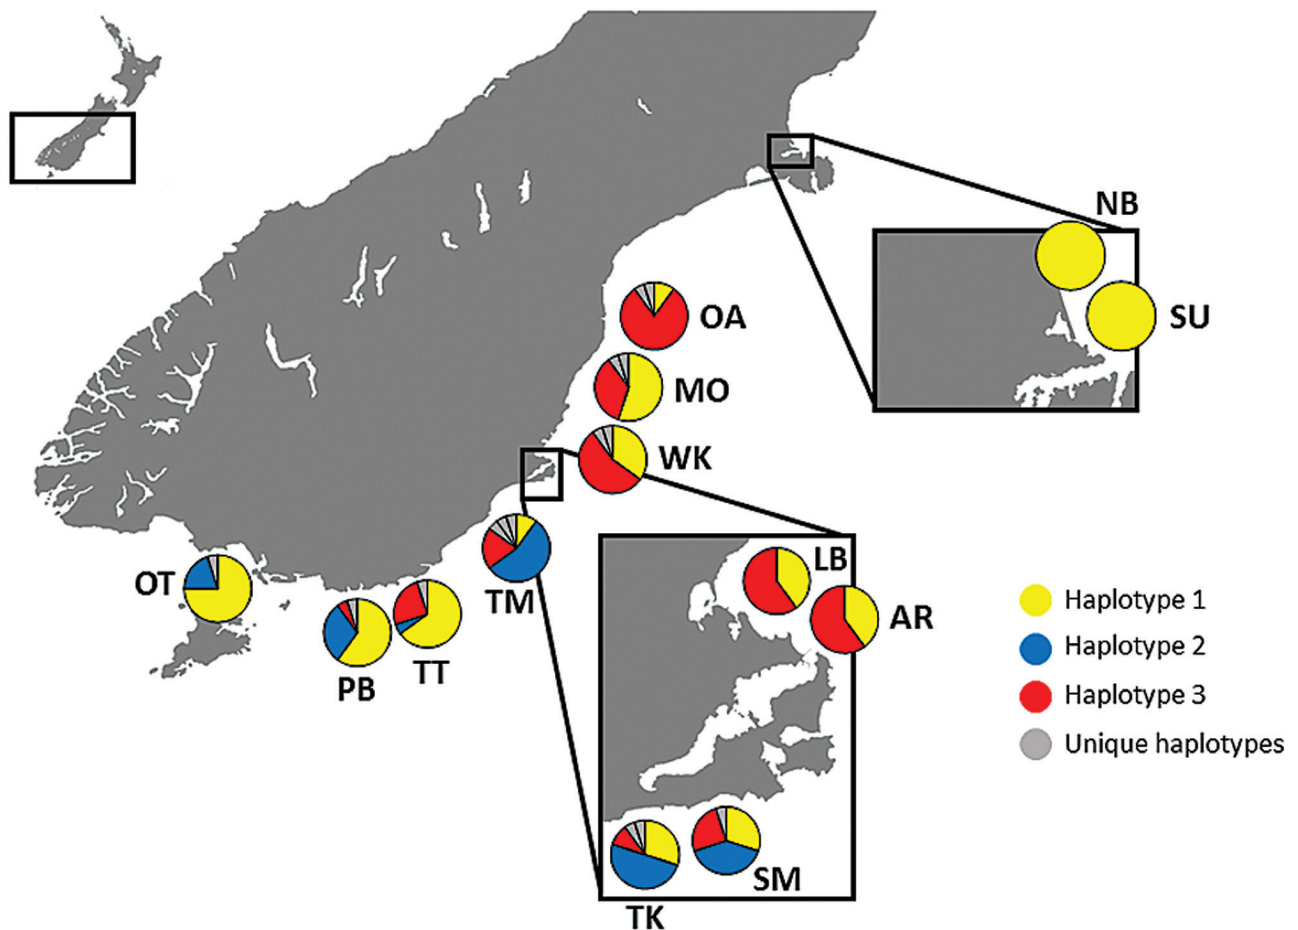 NB
SU
OA
MO
WK
OT
TM
PB
TT
LB
AR
SM
TK
Haplotype 1
Haplotype 2
Haplotype 3
Unique haplotypes